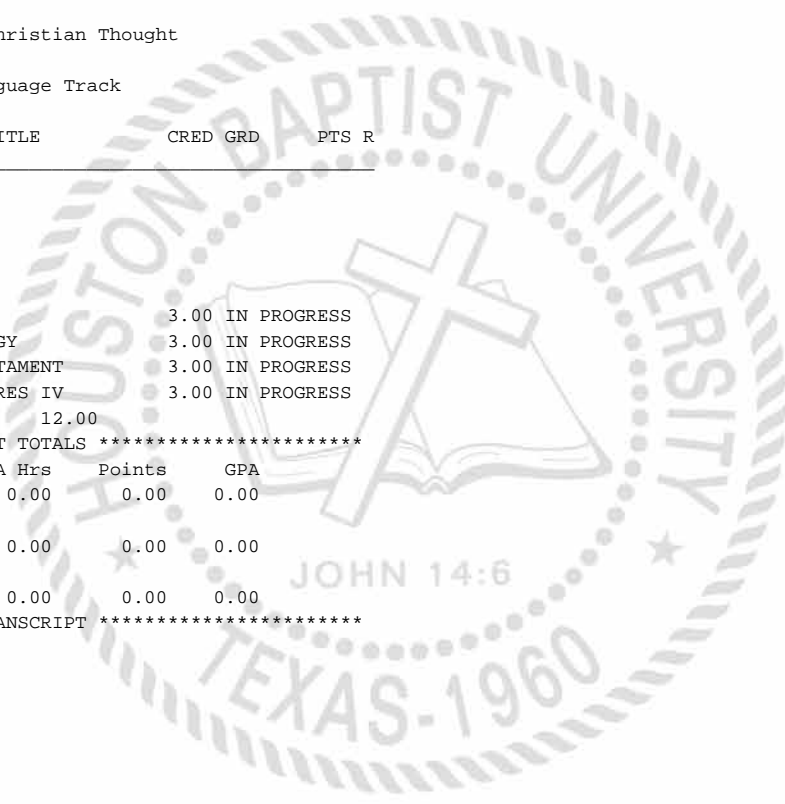 hristian Thought
guage Track
ITLE CRED GRD PTS R
3.00 IN PROGRESS
GY 3.00 IN PROGRESS
TAMENT 3.00 IN PROGRESS
RES IV 3.00 IN PROGRESS
12.00
T TOTALS ***********************
A Hrs Points GPA
0.00 0.00 0.00
0.00 0.00 0.00
0.00 0.00 0.00
ANSCRIPT ***********************
HOUSTON BAPTIST UNIVERSITY
JOHN 14:6
TEXAS-1960